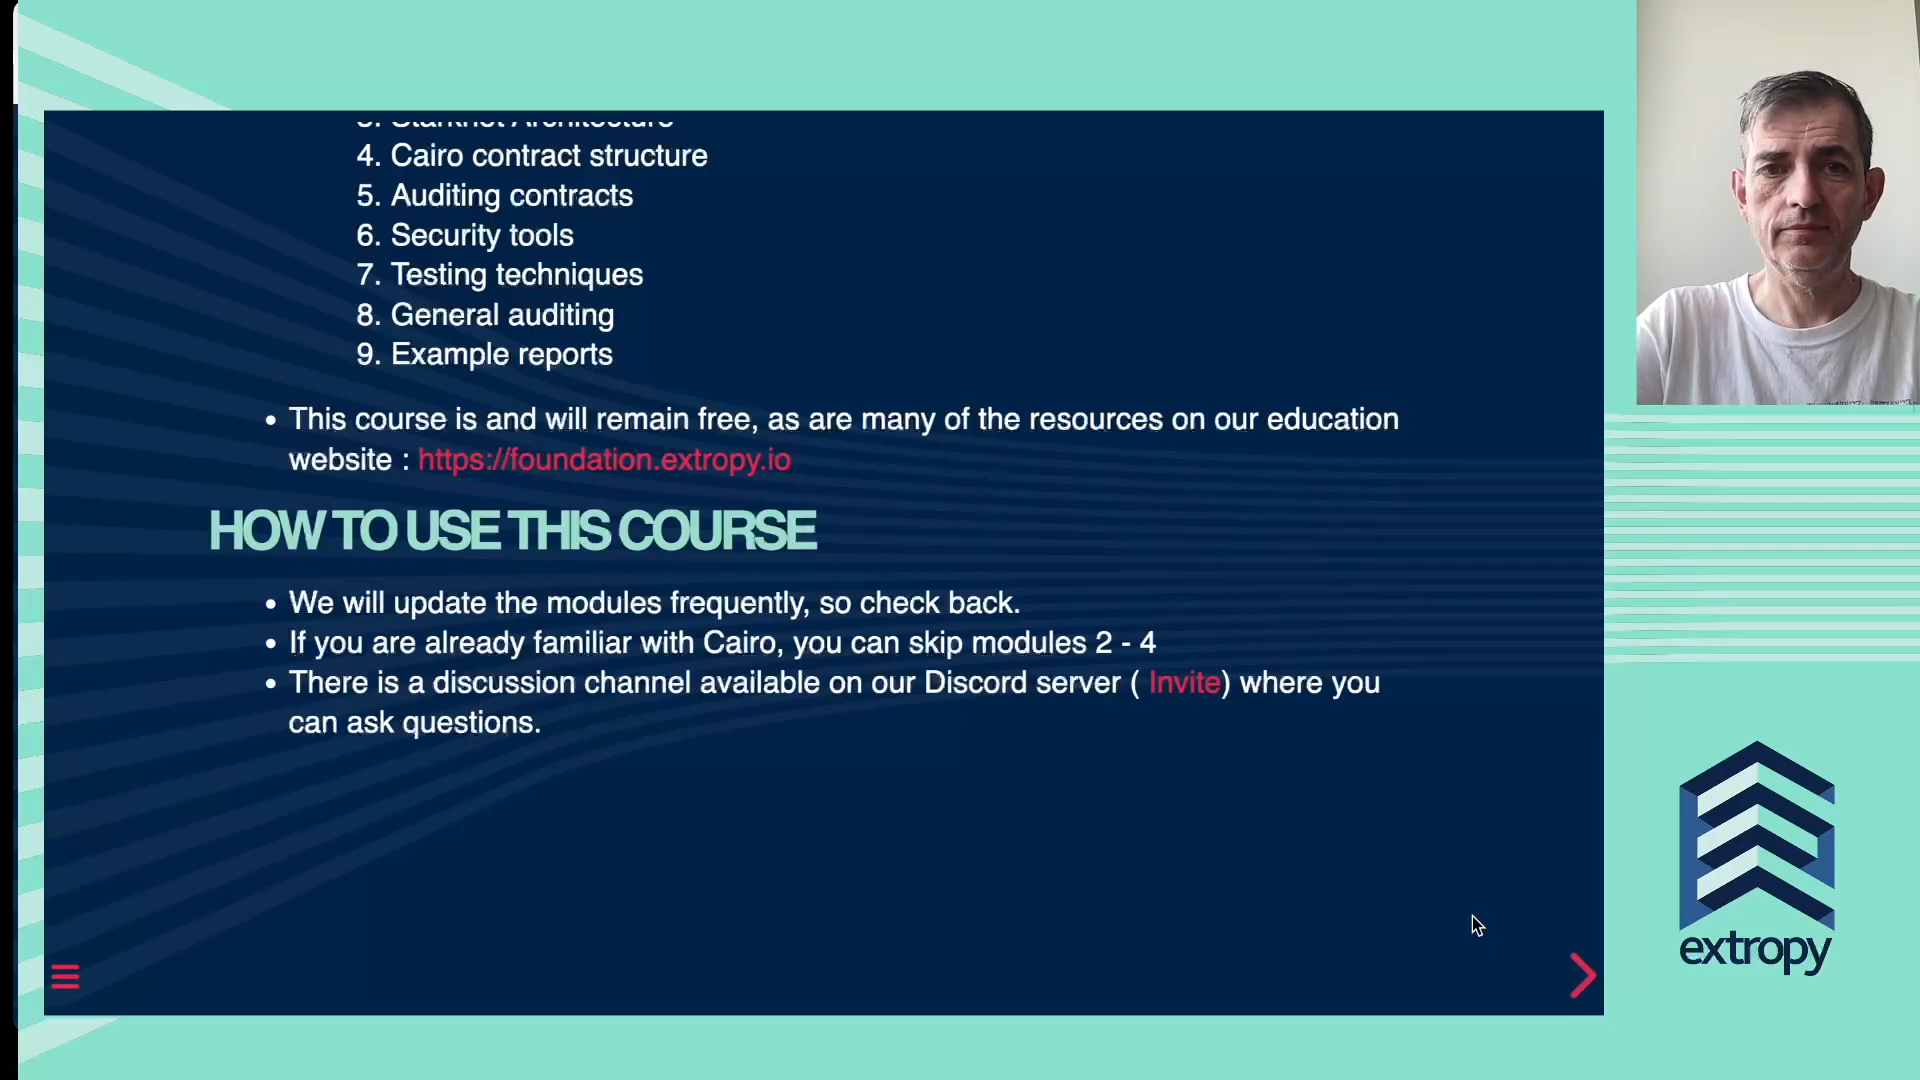 3. Starknet Architecture
4. Cairo contract structure
5. Auditing contracts
6. Security tools
7. Testing techniques
8. General auditing
9. Example reports
• This course is and will remain free, as are many of the resources on our education
website : https://foundation.extropy.io
HOW TO USE THIS COURSE
• We will update the modules frequently, so check back.
• If you are already familiar with Cairo, you can skip modules 2 - 4
• There is a discussion channel available on our Discord server ( Invite) where you
can ask questions.
extropy